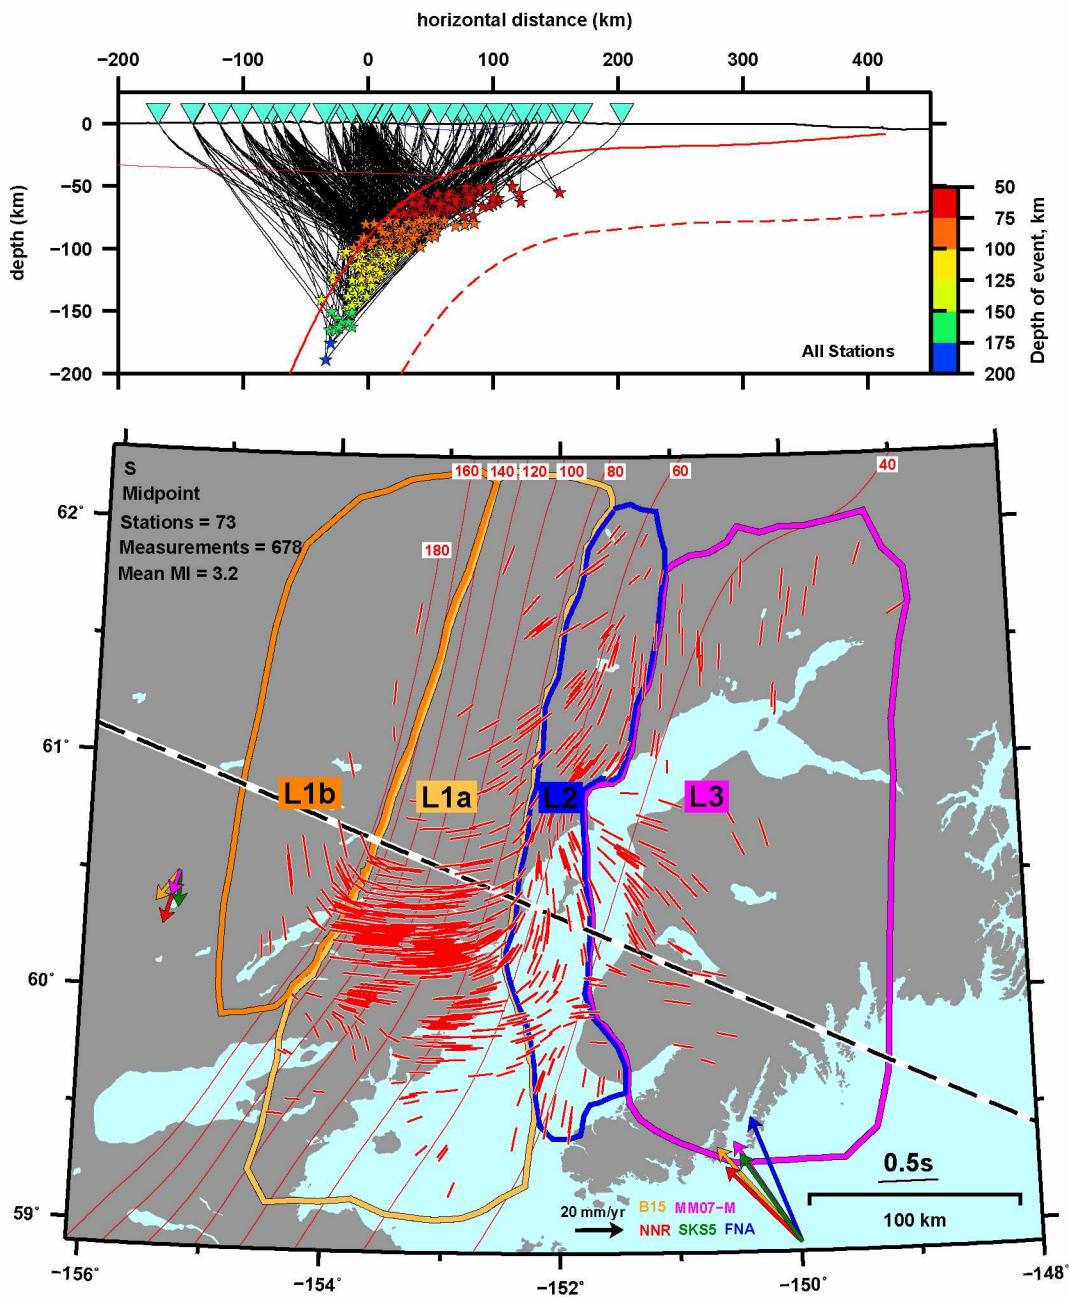 horizontal distance (km)
−200 −100 0 100 200 300 400
0
−50
−100
−150
−200
depth (km)
50
75
100
125
150
175
200
Depth of event, km
All Stations
S
Midpoint
Stations = 73
Measurements = 678
Mean MI = 3.2
160 140 120 100 80 60 40
180
62°
61°
60°
59°
L1b L1a L2 L3
0.5s
100 km
20 mm/yr
B15 MM07−M
NNR SKS5 FNA
−156° −154° −152° −150° −148°